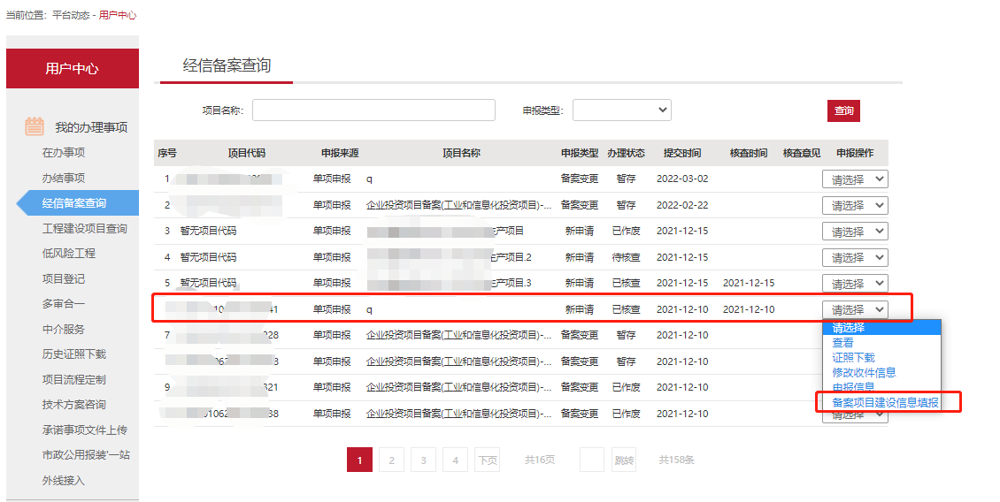 当前位置: 平台动态 - 用户中心
用户中心
我的办理事项
在办事项
办结事项
经信备案查询
工程建设项目查询
低风险工程
项目登记
多审合一
中介服务
历史证照下载
项目流程定制
技术方案咨询
承诺事项文件上传
市政公用报装'一站
外线接入
经信备案查询
项目名称: 申报类型: 查询
序号 项目代码 申报来源 项目名称 申报类型 办理状态 提交时间 核查时间 核查意见 申报操作
1 单项申报 q 备案变更 暂存 2022-03-02 请选择
2 单项申报 企业投资项目备案(工业和信息化投资项目)-... 备案变更 暂存 2022-02-22 请选择
3 暂无项目代码 单项申报 生产项目 新申请 已作废 2021-12-15 请选择
4 暂无项目代码 单项申报 生产项目.2 新申请 待核查 2021-12-15 请选择
5 暂无项目代码 单项申报 生产项目.3 新申请 已核查 2021-12-15 2021-12-15 请选择
41 单项申报 q 新申请 已核查 2021-12-10 2021-12-10 请选择
7 328 单项申报 企业投资项目备案(工业和信息化投资项目)-... 备案变更 暂存 2021-12-10
单项申报 企业投资项目备案(工业和信息化投资项目)-... 备案变更 暂存 2021-12-10
9 321 单项申报 企业投资项目备案(工业和信息化投资项目)-... 备案变更 已作废 2021-12-10
38 单项申报 企业投资项目备案(工业和信息化投资项目)-... 备案变更 已作废 2021-12-10 请选择
请选择
查看
证照下载
修改收件信息
申报信息
备案项目建设信息填报
1 2 3 4 下页 共16页 跳转 共158条